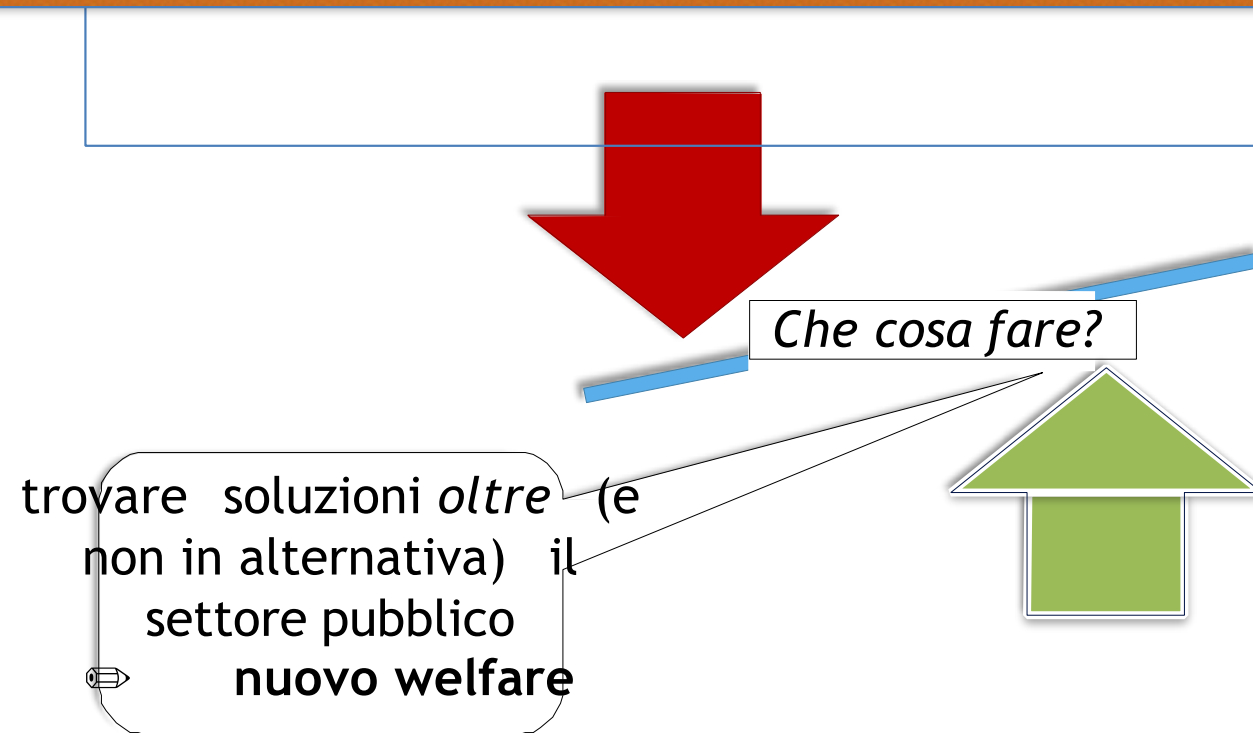 Che cosa fare?
trovare soluzioni oltre (e
non in alternativa) il
settore pubblico
✏ nuovo welfare